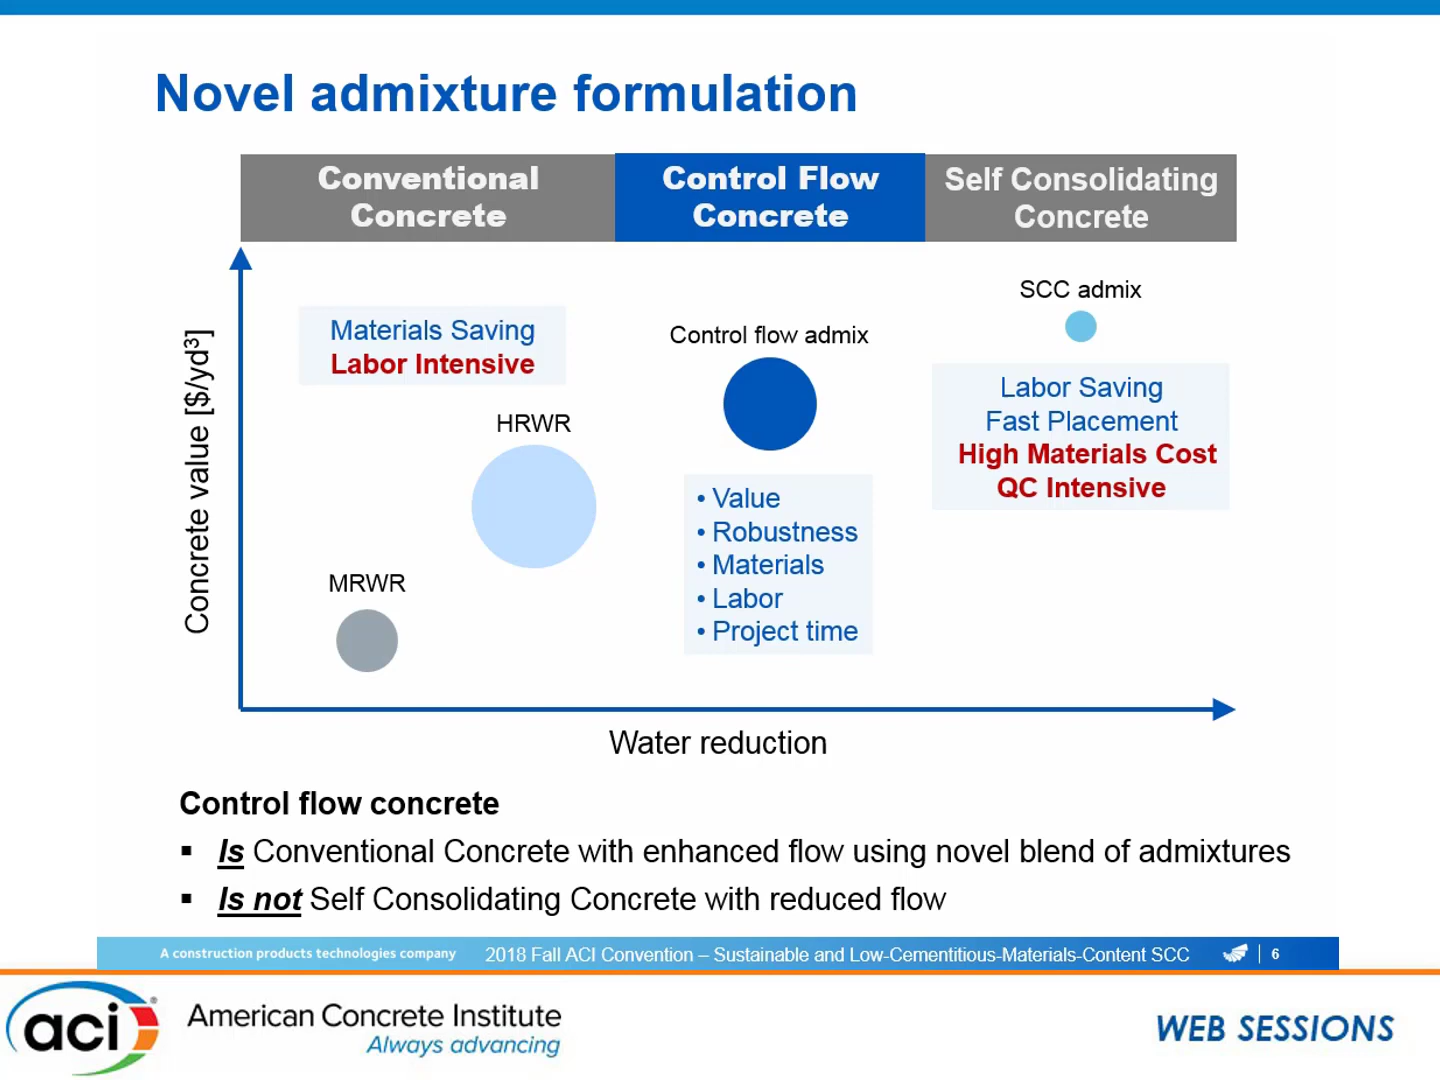 Novel admixture formulation
Conventional
Concrete
Control Flow
Concrete
Self Consolidating
Concrete
Concrete value [$/yd³]
Materials Saving
Labor Intensive
MRWR
HRWR
Control flow admix
• Value
• Robustness
• Materials
• Labor
• Project time
SCC admix
Labor Saving
Fast Placement
High Materials Cost
QC Intensive
Water reduction
Control flow concrete
▪ Is Conventional Concrete with enhanced flow using novel blend of admixtures
▪ Is not Self Consolidating Concrete with reduced flow
A construction products technologies company 2018 Fall ACI Convention – Sustainable and Low-Cementitious-Materials-Content SCC | 6
aci®
American Concrete Institute
Always advancing
WEB SESSIONS